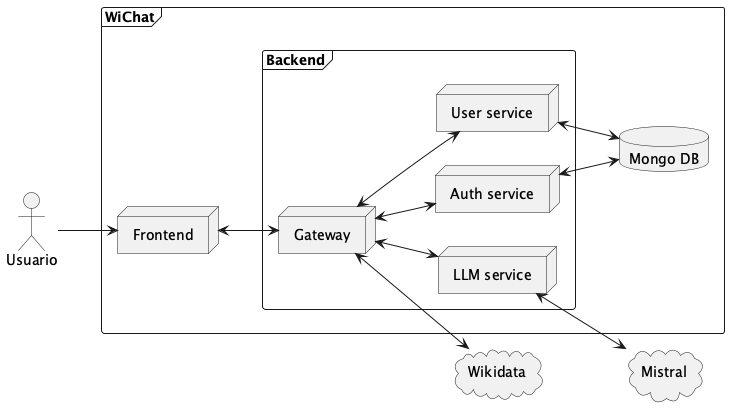 WiChat
Backend
User service
Mongo DB
Auth service
Usuario
Frontend
Gateway
LLM service
Wikidata
Mistral